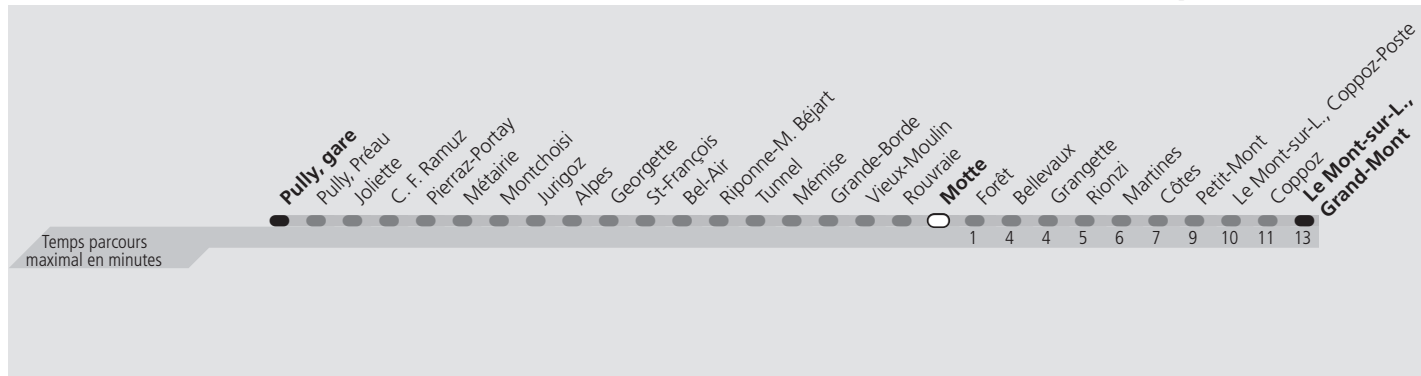 Pully, gare
Pully, Préau
Joliette
C. F. Ramuz
Pierraz-Portay
Métairie
Montchoisi
Jurigoz
Alpes
Georgette
St-François
Bel-Air
Riponne-M. Béjart
Tunnel
Mémise
Grande-Borde
Vieux-Moulin
Rouvraie
Motte
Forêt
Bellevaux
Grangette
Rionzi
Martines
Côtes
Petit-Mont
Le Mont-sur-L., Coppoz-Poste
Coppoz
Le Mont-sur-L.,
Grand-Mont
Temps parcours
maximal en minutes
1 4 4 5 6 7 9 10 11 13